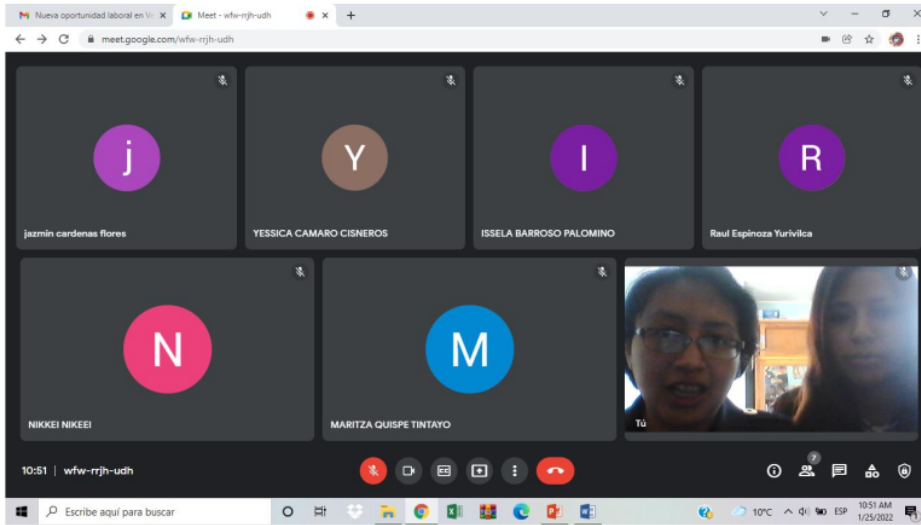 Nueva oportunidad laboral en V
Meet - wfw-rrjh-udh
meet.google.com/wfw-rrjh-udh
j
Y
I
R
jazmin cardenas flores
YESSICA CAMARO CISNEROS
ISSELA BARROSO PALOMINO
Raul Espinoza Yurivilca
N
M
NIKKEI NIKEEI
MARITZA QUISPE TINTAYO
Tú
10:51 | wfw-rrjh-udh
7
Escribe aquí para buscar
10°C
ESP
10:51 AM
1/25/2022